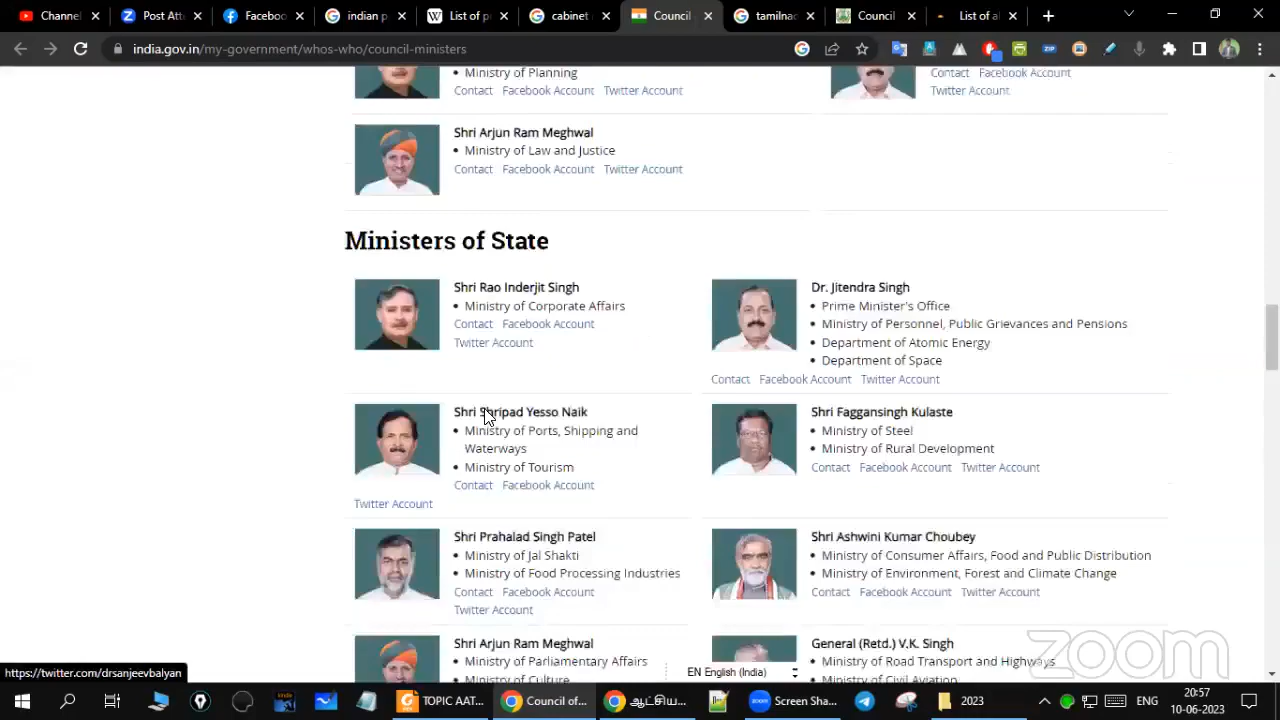 Channel
Post Att
Faceboo
indian p
List of p
cabinet
Council
tamilnac
Council
List of al
india.gov.in/my-government/whos-who/council-ministers
Ministry of Planning
Contact Facebook Account Twitter Account
Contact Facebook Account
Twitter Account
Shri Arjun Ram Meghwal
Ministry of Law and Justice
Contact Facebook Account Twitter Account
Ministers of State
Shri Rao Inderjit Singh
Ministry of Corporate Affairs
Contact Facebook Account
Twitter Account
Dr. Jitendra Singh
Prime Minister's Office
Ministry of Personnel, Public Grievances and Pensions
Department of Atomic Energy
Department of Space
Contact Facebook Account Twitter Account
Shri Shripad Yesso Naik
Ministry of Ports, Shipping and
Waterways
Ministry of Tourism
Contact Facebook Account
Twitter Account
Shri Faggansingh Kulaste
Ministry of Steel
Ministry of Rural Development
Contact Facebook Account Twitter Account
Shri Prahalad Singh Patel
Ministry of Jal Shakti
Ministry of Food Processing Industries
Contact Facebook Account
Twitter Account
Shri Ashwini Kumar Choubey
Ministry of Consumer Affairs, Food and Public Distribution
Ministry of Environment, Forest and Climate Change
Contact Facebook Account Twitter Account
Shri Arjun Ram Meghwal
Ministry of Parliamentary Affairs
Ministry of Culture
General (Retd.) V.K. Singh
Ministry of Road Transport and Highways
Ministry of Civil Aviation
zoom
https://twitter.com/drsanjeevbalyan
EN English (India)
TOPIC AAT...
Council of...
ஆட்சிய...
Screen Sha...
2023
ENG
20:57
10-06-2023